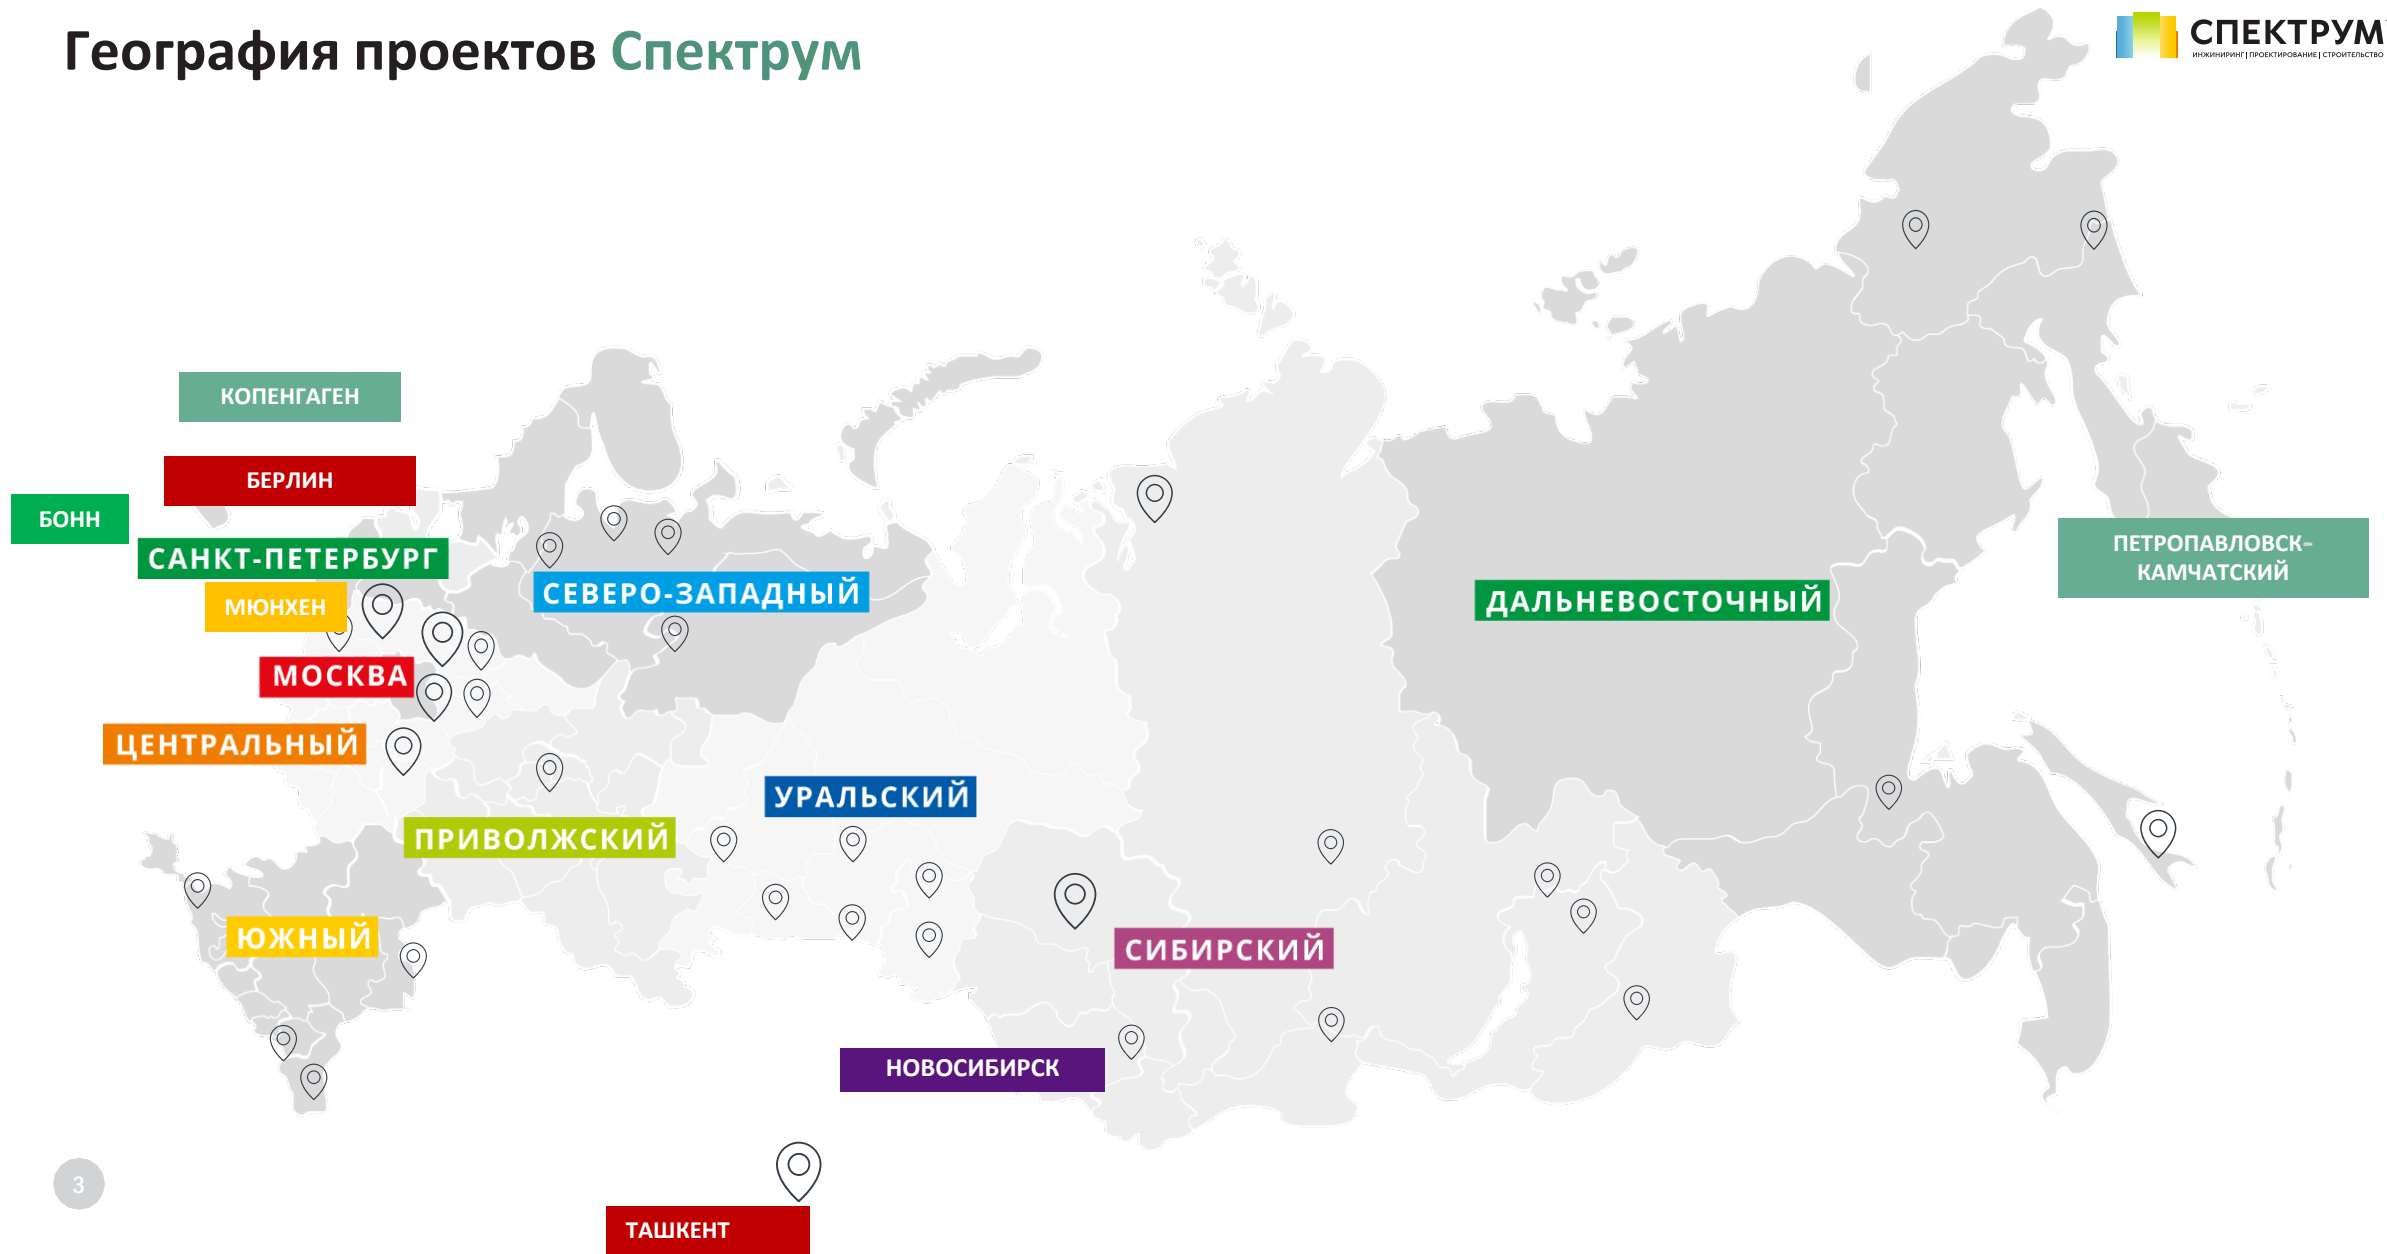 География проектов Спектрум
СПЕКТРУМ
ИНЖИНИРИНГ | ПРОЕКТИРОВАНИЕ | СТРОИТЕЛЬСТВО
КОПЕНГАГЕН
БЕРЛИН
БОНН
САНКТ-ПЕТЕРБУРГ
МЮНХЕН
СЕВЕРО-ЗАПАДНЫЙ
ДАЛЬНЕВОСТОЧНЫЙ
ПЕТРОПАВЛОВСК-
КАМЧАТСКИЙ
МОСКВА
ЦЕНТРАЛЬНЫЙ
УРАЛЬСКИЙ
ПРИВОЛЖСКИЙ
ЮЖНЫЙ
СИБИРСКИЙ
НОВОСИБИРСК
3
ТАШКЕНТ